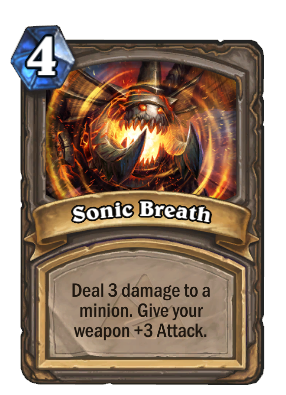 4
Sonic Breath
Deal 3 damage to a
minion. Give your
weapon +3 Attack.